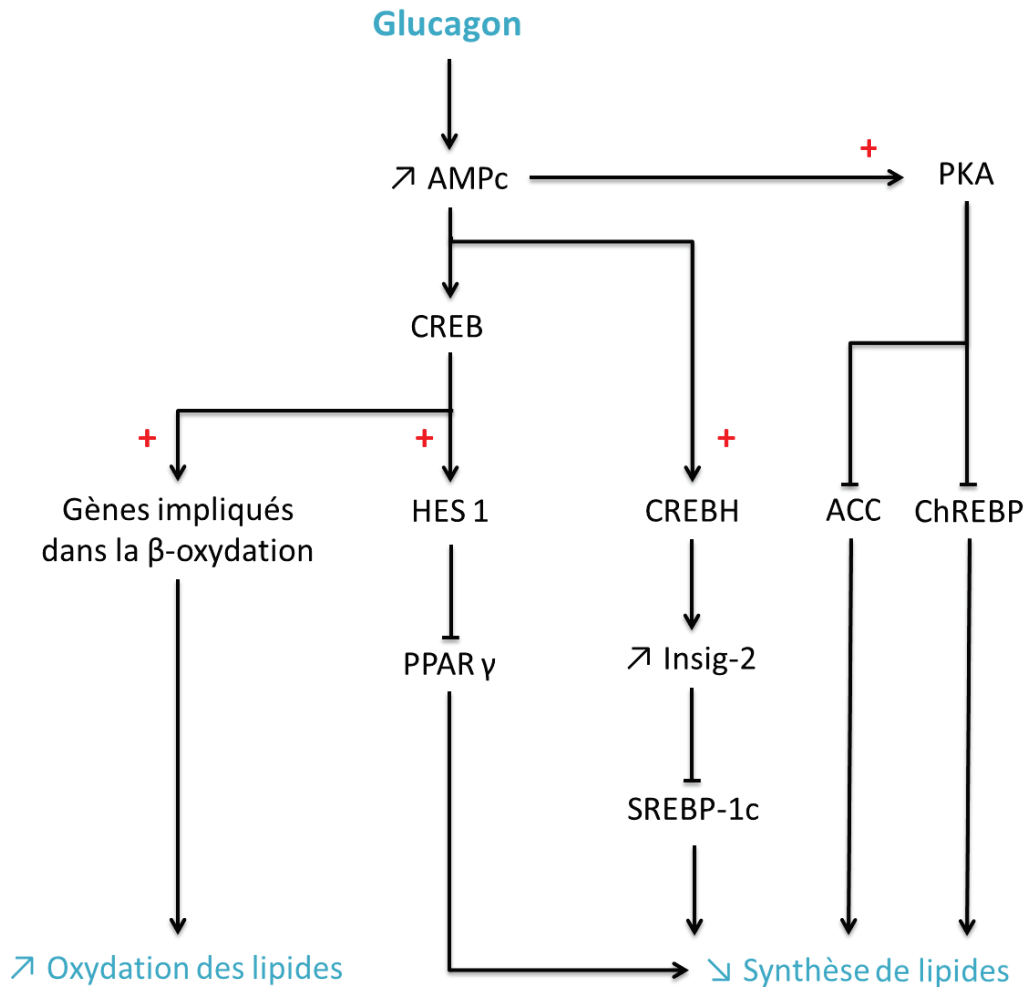 Glucagon
↗ AMPc
+
PKA
CREB
+
+
+
Gènes impliqués
dans la β-oxydation
HES 1
CREBH
ACC
ChREBP
PPAR γ
↗ Insig-2
SREBP-1c
↗ Oxydation des lipides
↘ Synthèse de lipides